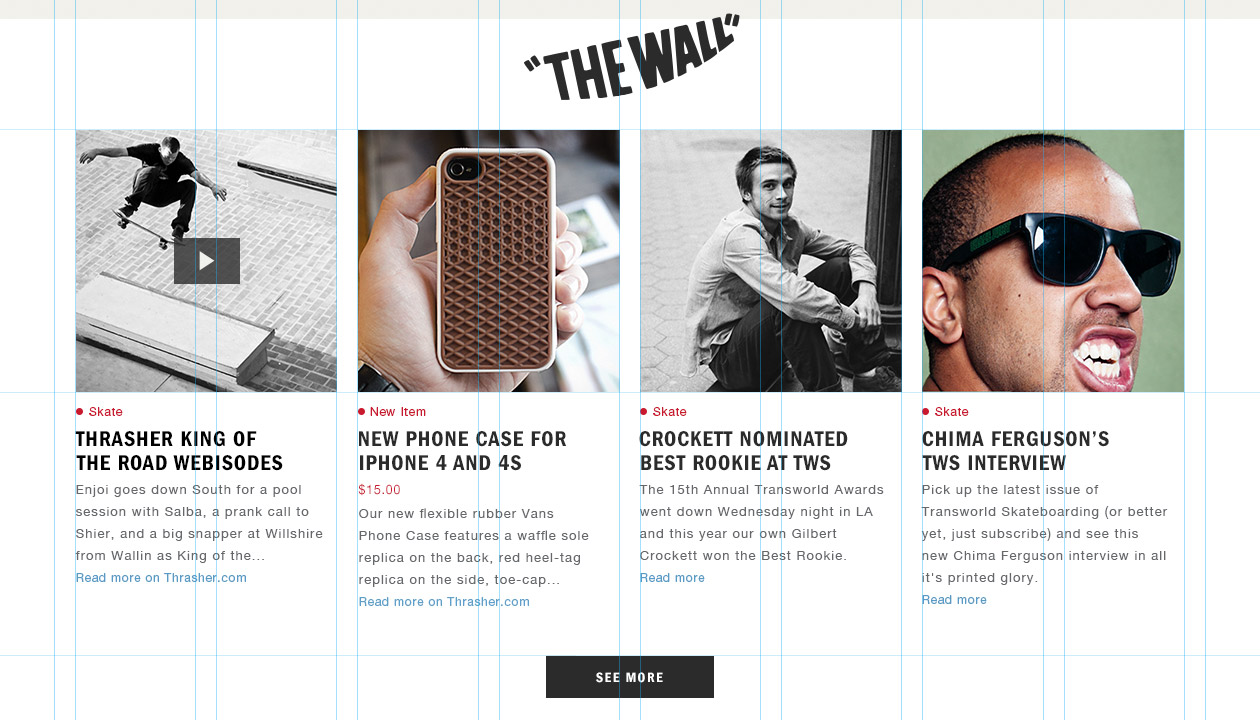 "THE WALL"
Skate
THRASHER KING OF
THE ROAD WEBISODES
Enjoi goes down South for a pool
session with Salba, a prank call to
Shier, and a big snapper at Willshire
from Wallin as King of the...
Read more on Thrasher.com
New Item
NEW PHONE CASE FOR
IPHONE 4 AND 4S
$15.00
Our new flexible rubber Vans
Phone Case features a waffle sole
replica on the back, red heel-tag
replica on the side, toe-cap...
Read more on Thrasher.com
Skate
CROCKETT NOMINATED
BEST ROOKIE AT TWS
The 15th Annual Transworld Awards
went down Wednesday night in LA
and this year our own Gilbert
Crockett won the Best Rookie.
Read more
Skate
CHIMA FERGUSON’S
TWS INTERVIEW
Pick up the latest issue of
Transworld Skateboarding (or better
yet, just subscribe) and see this
new Chima Ferguson interview in all
it's printed glory.
Read more
SEE MORE